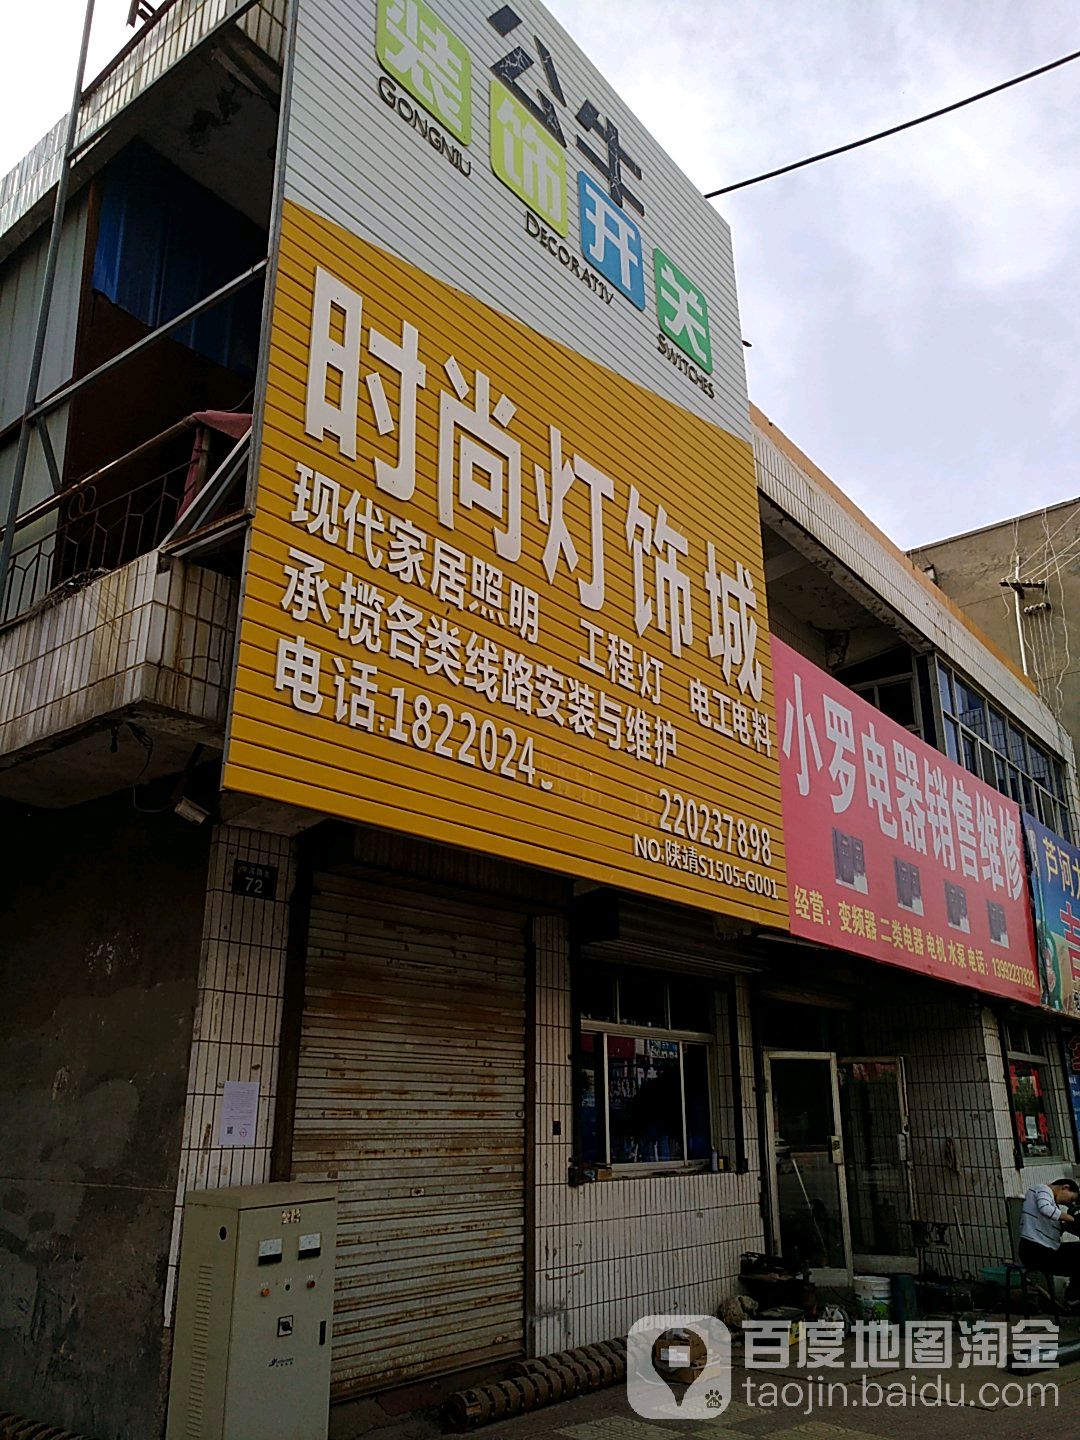 公牛
装饰开关
GONGNIU DECORATIV SWITCHES
时尚灯饰城
现代家居照明 工程灯 电工电料
承揽各类线路安装与维护
电话:1822024
220237898
NO:陕靖S1505-G001
小罗电器销售维修
经营：变频器 二类电器 电机 水泵 电话：13992237832
72
百度地图淘金
taojin.baidu.com